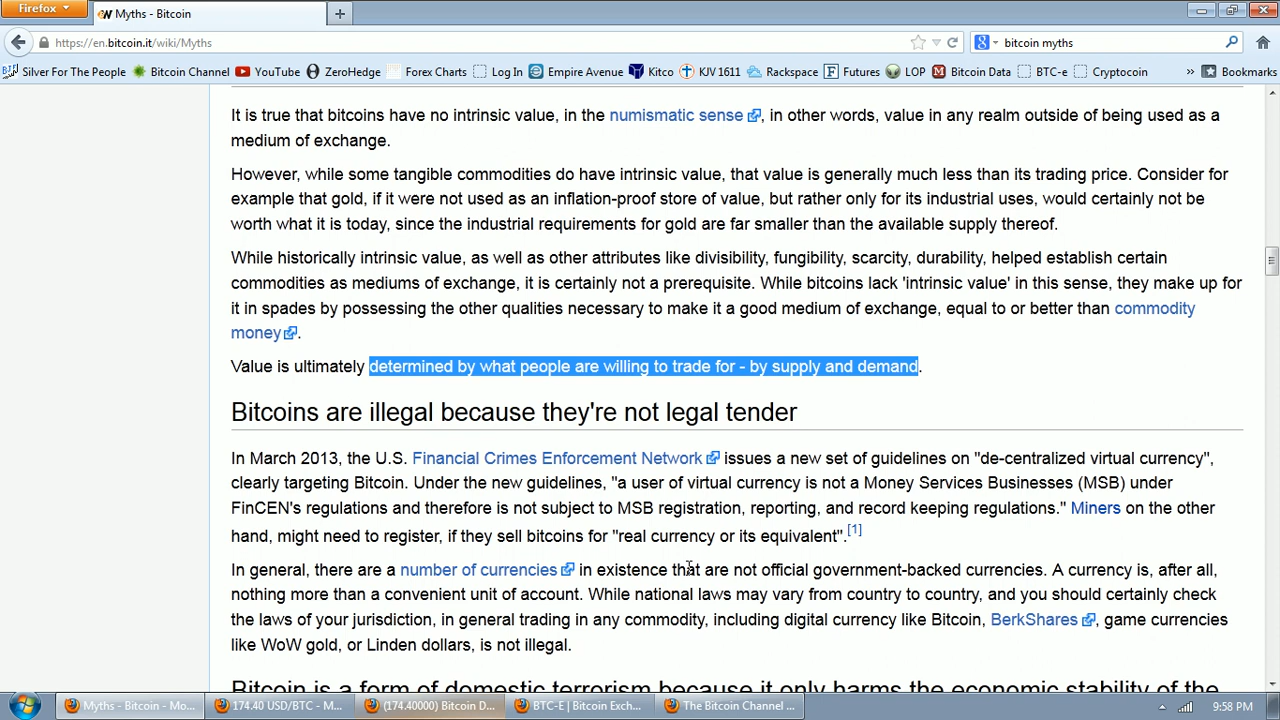 Firefox
Myths - Bitcoin
https://en.bitcoin.it/wiki/Myths
bitcoin myths
Silver For The People
Bitcoin Channel
YouTube
ZeroHedge
Forex Charts
Log In
Empire Avenue
Kitco
KJV 1611
Rackspace
Futures
LOP
Bitcoin Data
BTC-e
Cryptocoin
»
Bookmarks
It is true that bitcoins have no intrinsic value, in the numismatic sense, in other words, value in any realm outside of being used as a
medium of exchange.
However, while some tangible commodities do have intrinsic value, that value is generally much less than its trading price. Consider for
example that gold, if it were not used as an inflation-proof store of value, but rather only for its industrial uses, would certainly not be
worth what it is today, since the industrial requirements for gold are far smaller than the available supply thereof.
While historically intrinsic value, as well as other attributes like divisibility, fungibility, scarcity, durability, helped establish certain
commodities as mediums of exchange, it is certainly not a prerequisite. While bitcoins lack 'intrinsic value' in this sense, they make up for
it in spades by possessing the other qualities necessary to make it a good medium of exchange, equal to or better than commodity
money.
Value is ultimately determined by what people are willing to trade for - by supply and demand.
Bitcoins are illegal because they're not legal tender
In March 2013, the U.S. Financial Crimes Enforcement Network issues a new set of guidelines on "de-centralized virtual currency",
clearly targeting Bitcoin. Under the new guidelines, "a user of virtual currency is not a Money Services Businesses (MSB) under
FinCEN's regulations and therefore is not subject to MSB registration, reporting, and record keeping regulations." Miners on the other
hand, might need to register, if they sell bitcoins for "real currency or its equivalent".[1]
In general, there are a number of currencies in existence that are not official government-backed currencies. A currency is, after all,
nothing more than a convenient unit of account. While national laws may vary from country to country, and you should certainly check
the laws of your jurisdiction, in general trading in any commodity, including digital currency like Bitcoin, BerkShares, game currencies
like WoW gold, or Linden dollars, is not illegal.
Bitcoin is a form of domestic terrorism because it only harms the economic stability of the
Myths - Bitcoin - Mo...
174.40 USD/BTC - M...
(174.40000) Bitcoin D...
BTC-E | Bitcoin Exch...
The Bitcoin Channel ...
9:58 PM